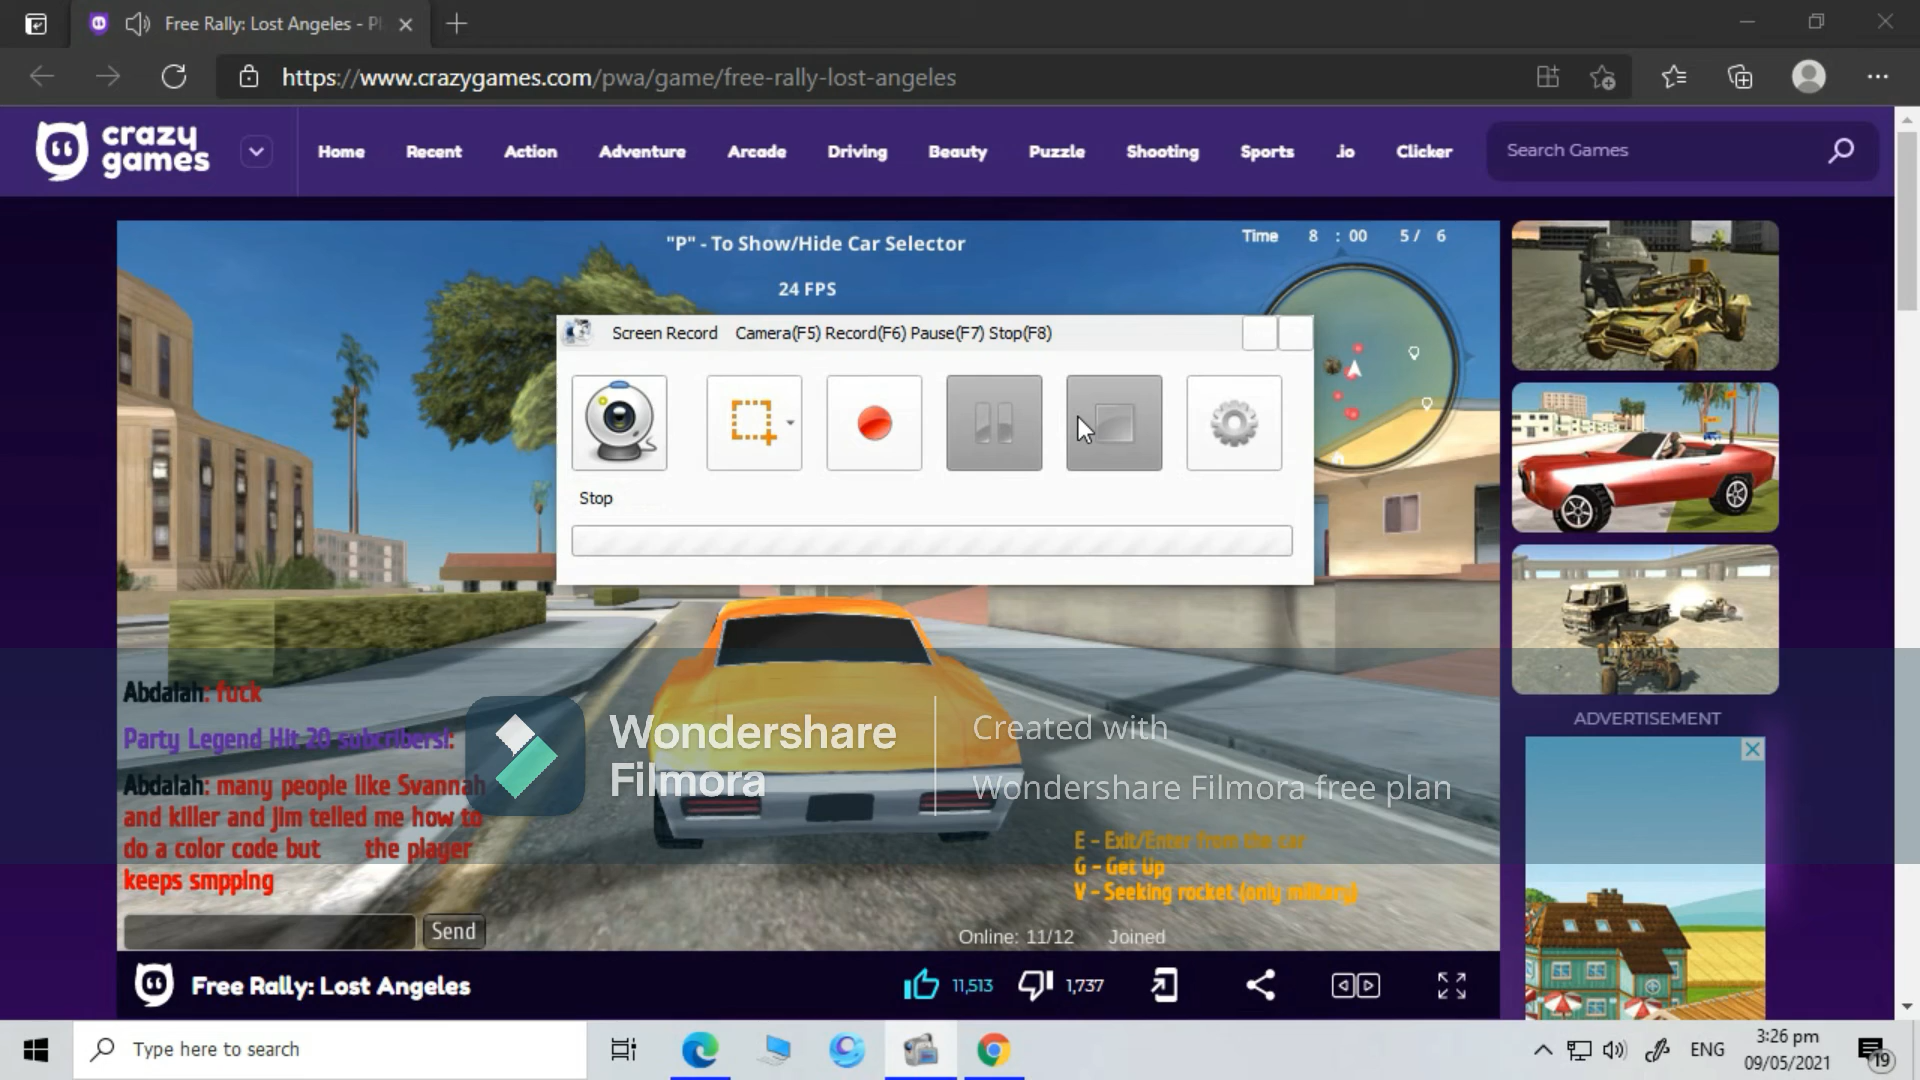 Free Rally: Lost Angeles - Pl
https://www.crazygames.com/pwa/game/free-rally-lost-angeles
crazy games
Home Recent Action Adventure Arcade Driving Beauty Puzzle Shooting Sports .io Clicker
Search Games
"P" - To Show/Hide Car Selector
Time 8 : 00 5 / 6
24 FPS
Screen Record Camera(F5) Record(F6) Pause(F7) Stop(F8)
Stop
Abdalah: fuck
Party Legend Hit 20 subcribers!:
Abdalah: many people like Svannah
and killer and jim telled me how to
do a color code but the player
keeps smpping
Send
Wondershare
Filmora
Created with
Wondershare Filmora free plan
E - Exit/Enter from the car
G - Get Up
V - Seeking rocket (only military)
Online: 11/12 Joined
ADVERTISEMENT
Free Rally: Lost Angeles
11,513
1,737
Type here to search
ENG
3:26 pm
09/05/2021
19